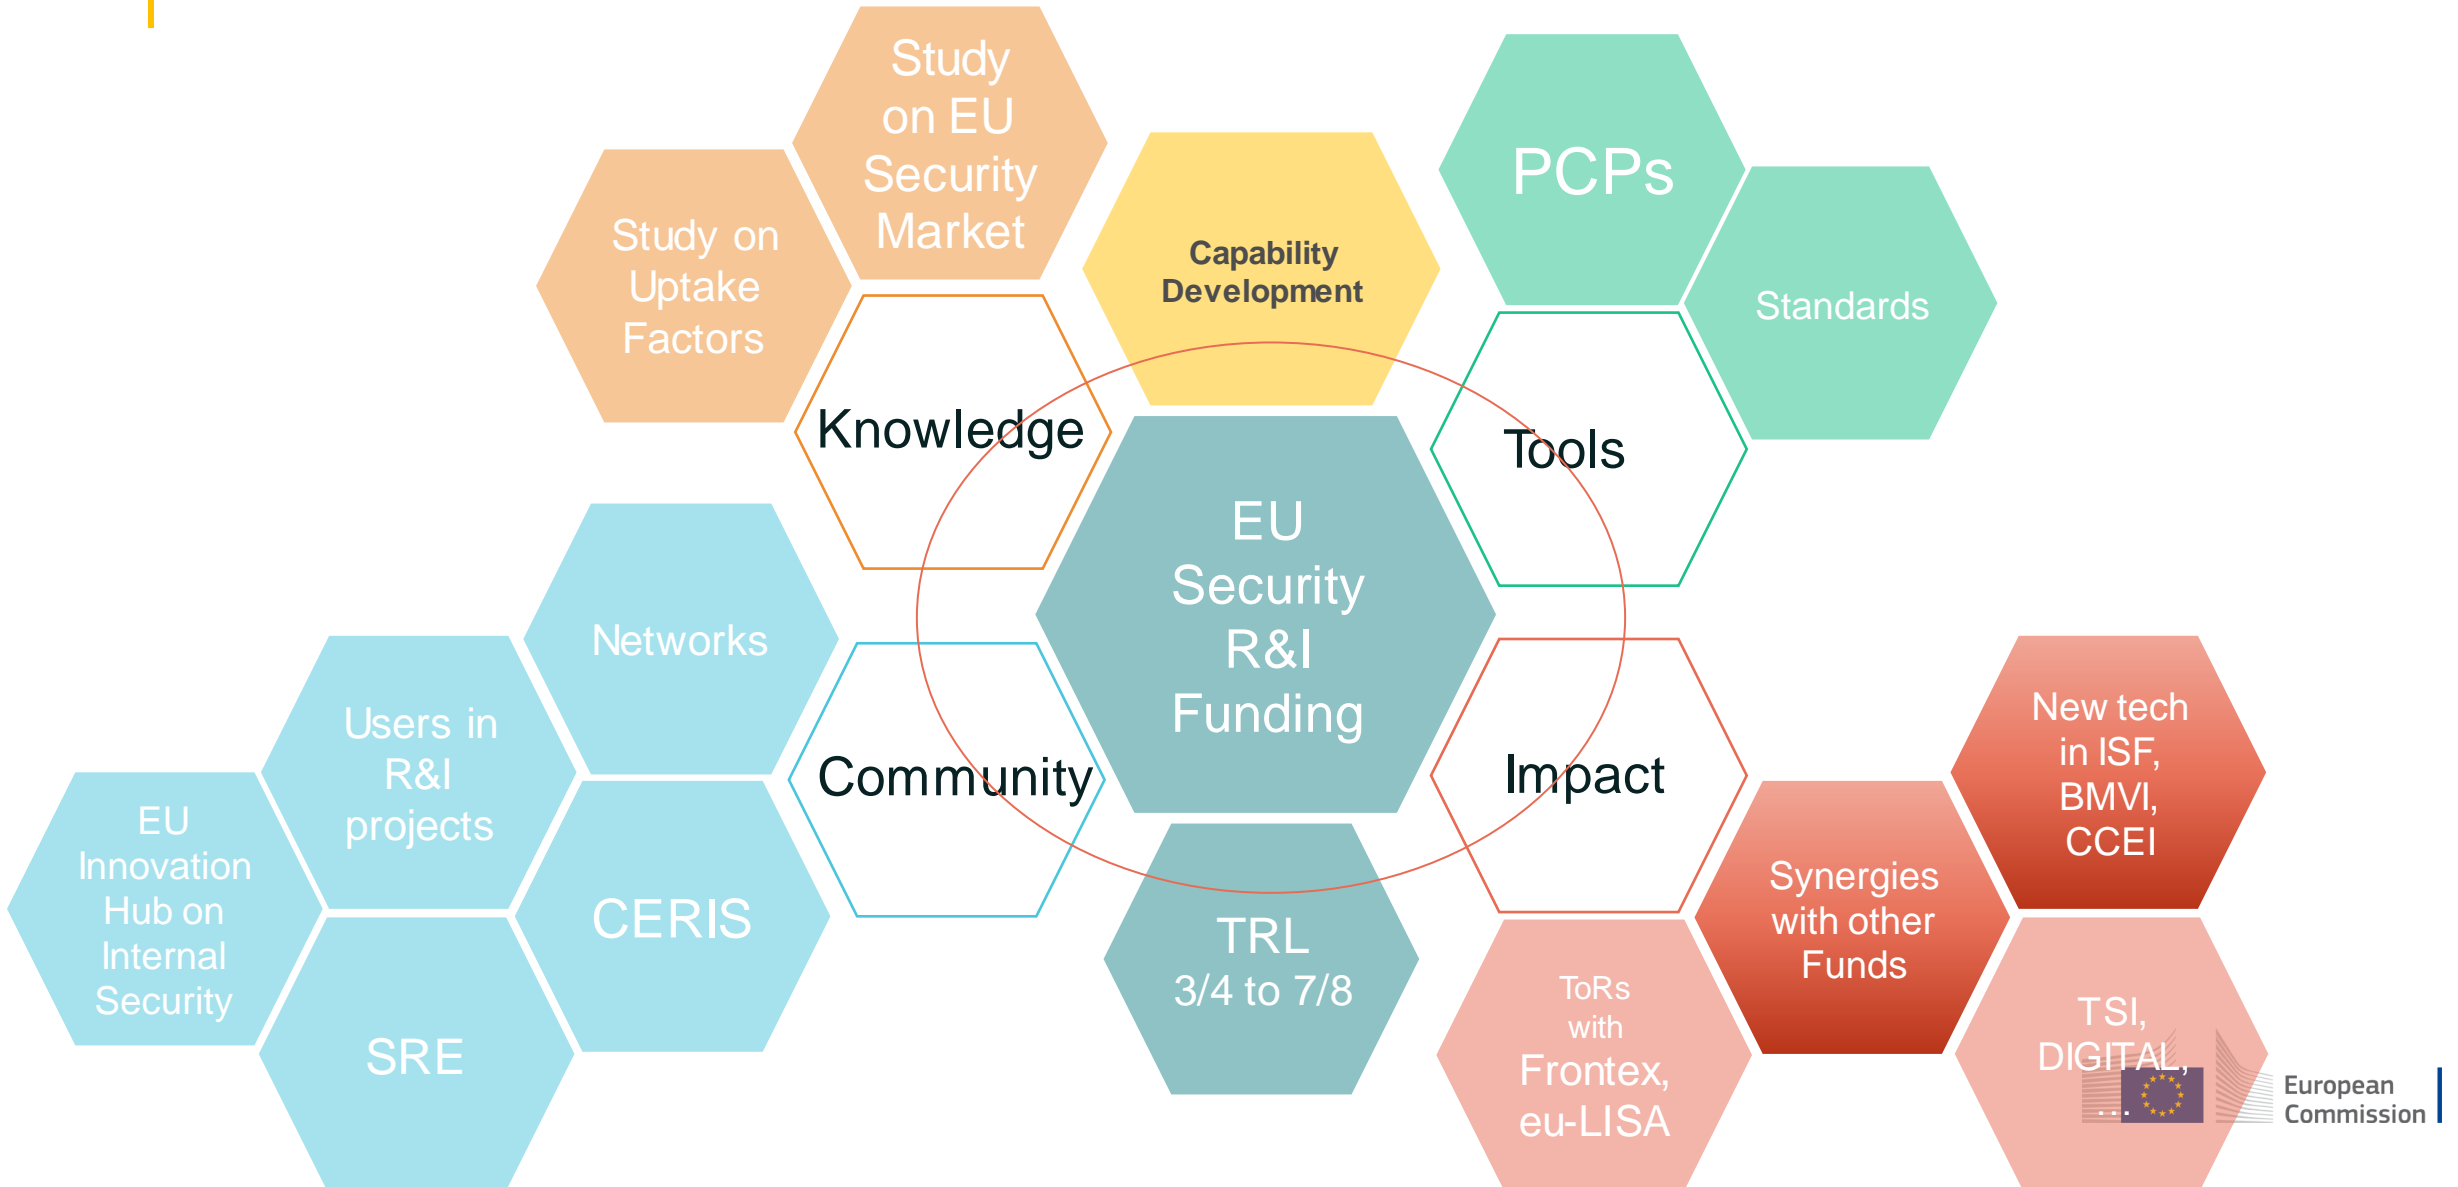 Study
on EU
Security
Market
Study on
Uptake
Factors
Capability
Development
PCPs
Standards
Knowledge
Tools
EU
Security
R&I
Funding
Networks
Users in
R&I
projects
EU
Innovation
Hub on
Internal
Security
Community
CERIS
SRE
TRL
3/4 to 7/8
Impact
New tech
in ISF,
BMVI,
CCEI
Synergies
with other
Funds
ToRs
with
Frontex,
eu-LISA
TSI,
DIGITAL,
...
European
Commission